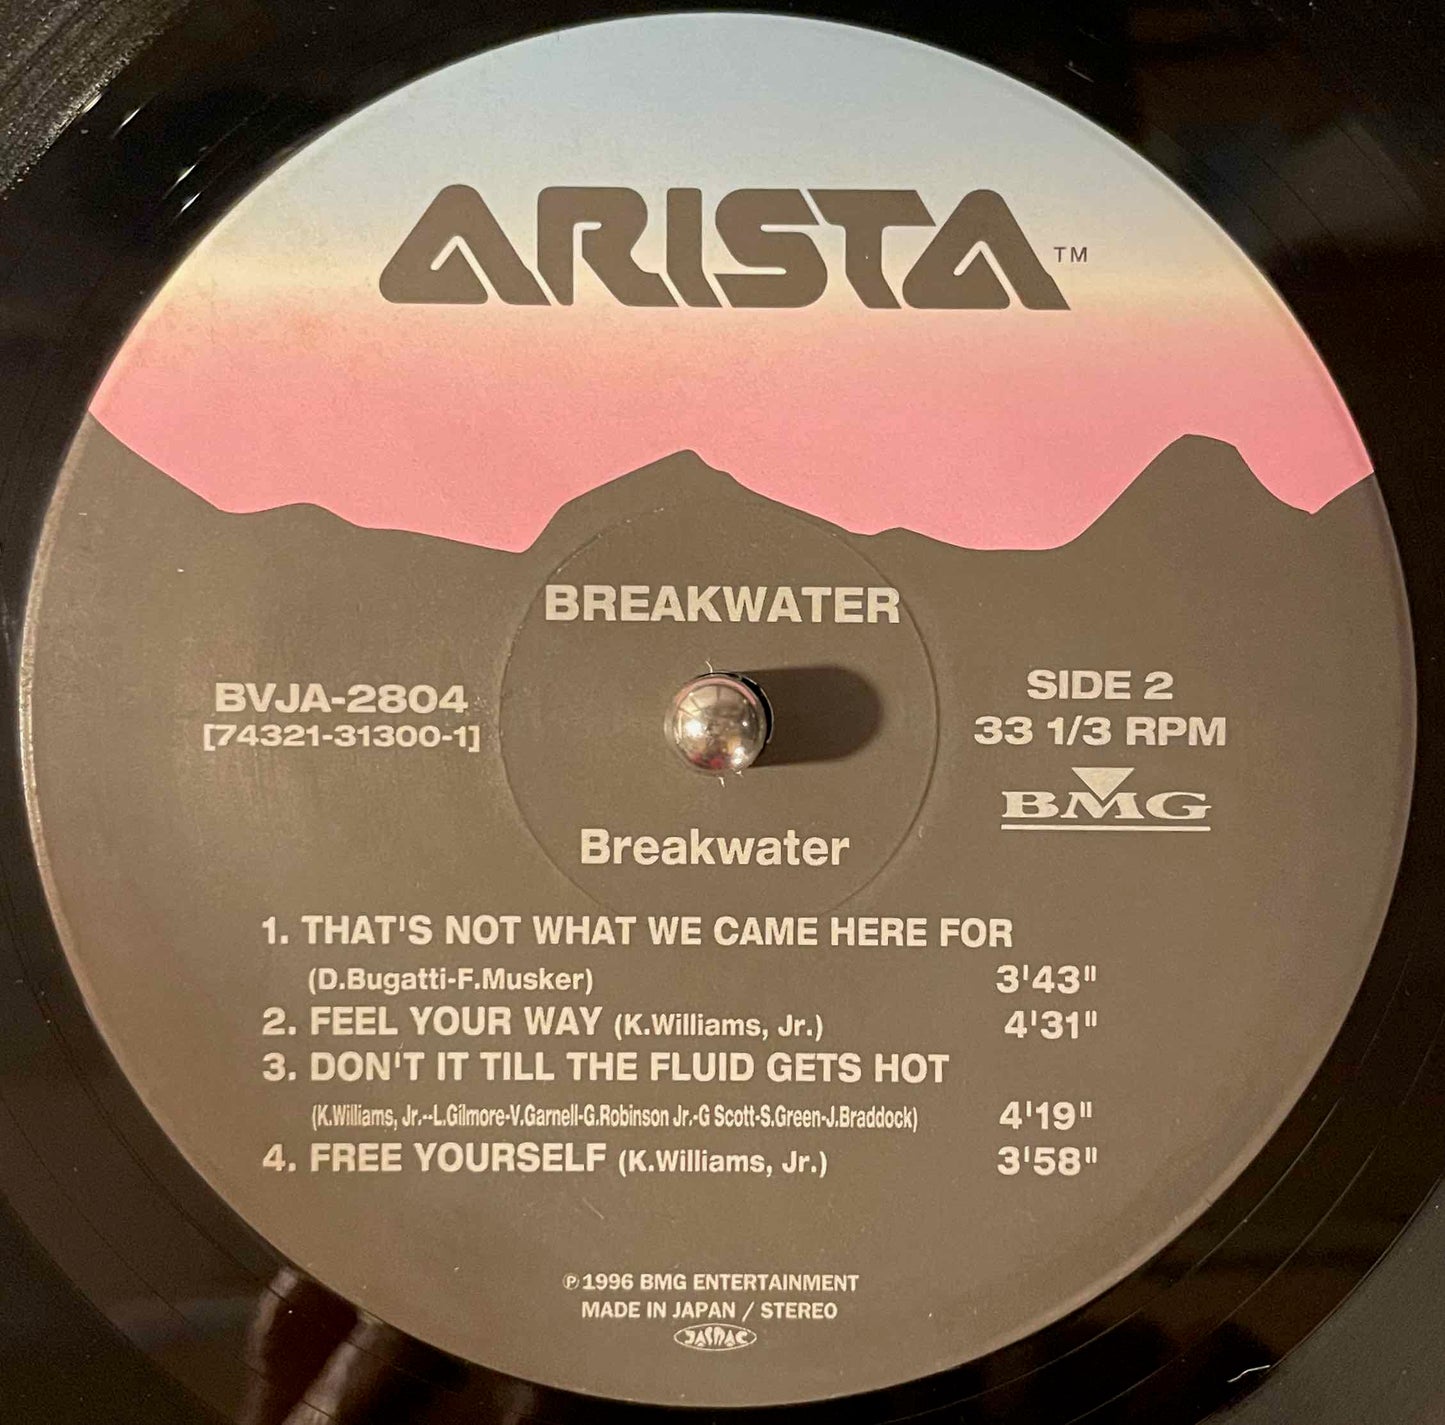 ARISTA™
BREAKWATER
BVJA-2804
[74321-31300-1]
SIDE 2
33 1/3 RPM
BMG
Breakwater
1. THAT'S NOT WHAT WE CAME HERE FOR
(D.Bugatti-F.Musker) 3'43"
2. FEEL YOUR WAY (K.Williams, Jr.) 4'31"
3. DON'T IT TILL THE FLUID GETS HOT
(K.Williams, Jr.--L.Gilmore-V.Garnell-G.Robinson Jr.-G Scott-S.Green-J.Braddock) 4'19"
4. FREE YOURSELF (K.Williams, Jr.) 3'58"
℗ 1996 BMG ENTERTAINMENT
MADE IN JAPAN / STEREO
JASRAC